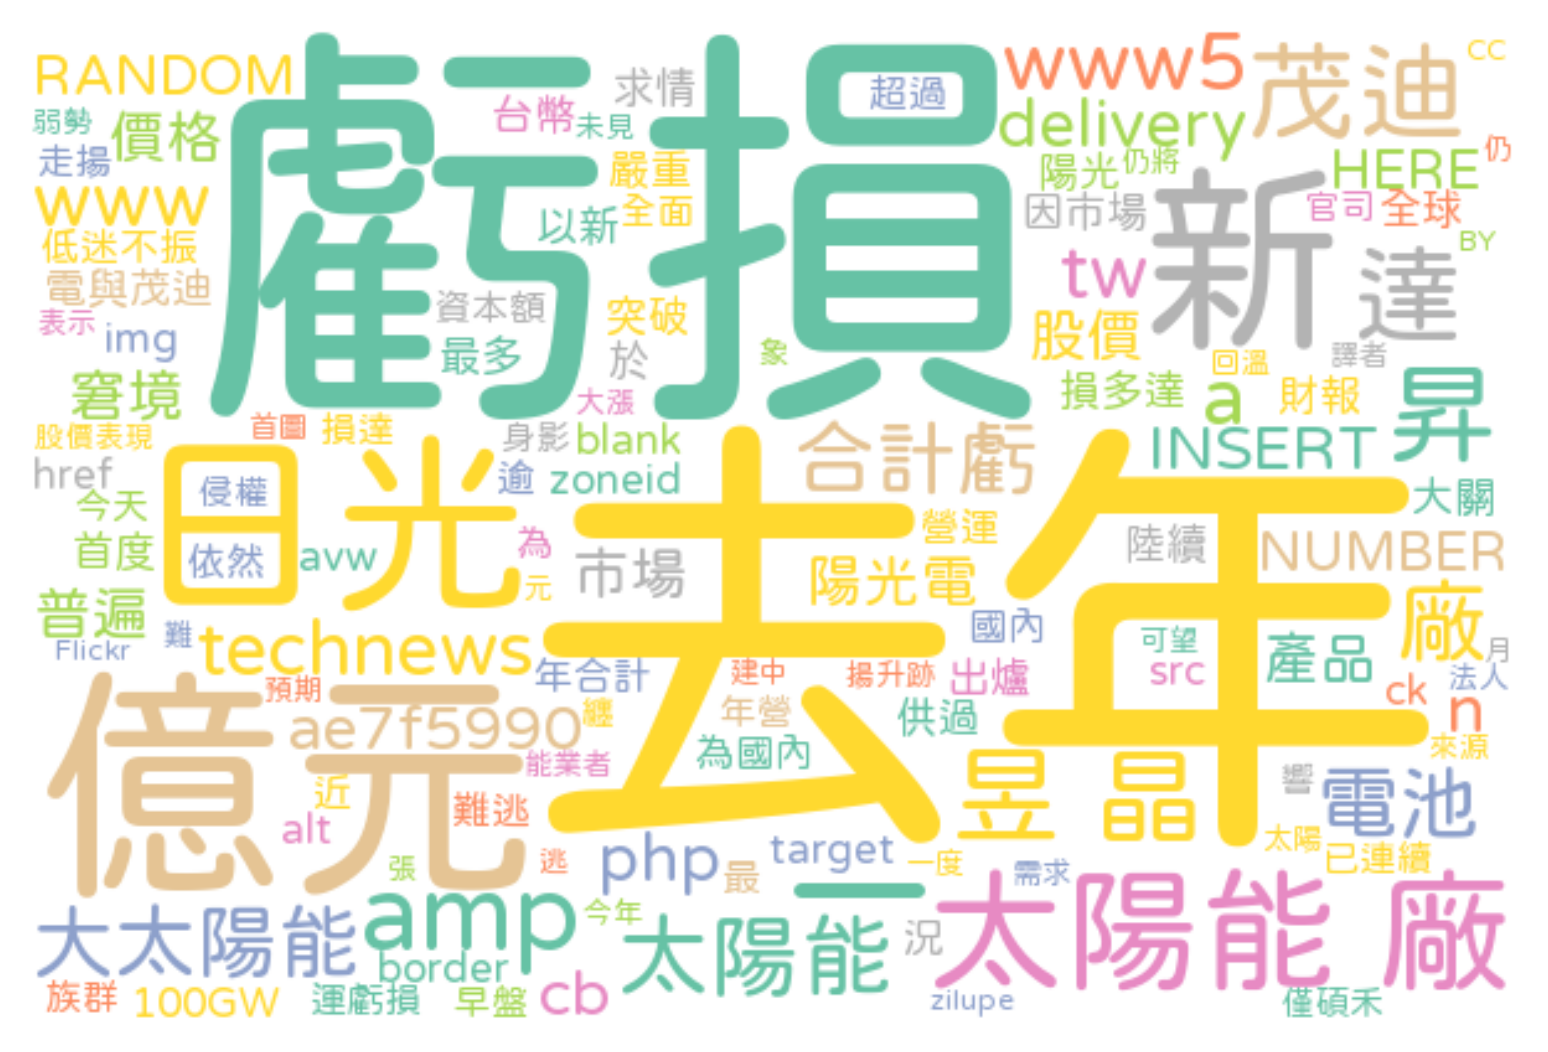 RANDOM
虧損
求情
台幣
未見
超過
www5
茂迪
CC
弱勢
價格
走揚
嚴重
delivery
陽光
仍將
HERE
仍
www
以新
全面
因市場
新
官司
全球
低迷不振
tw
達
BY
電與茂迪
資本額
突破
股價
表示
img
最多
於
象
回溫
譯者
窘境
大漲
損多達
a
財報
昇
股價表現
首圖
損達
身影
blank
合計虧
INSERT
href
日光
侵權
逾
zoneid
去年
大關
今天
營運
首度
依然
avw
為
元
市場
陽光電
陸續
NUMBER
普遍
廠
Flickr
難
technews
國內
可望
產品
月
年合計
建中
揚升跡
出爐
src
法人
億元
預期
ae7f5990
纏
年營
供過
ck
n
為國內
來源
能業者
昱晶
響
電池
近
難逃
alt
php
target
一度
太陽
已連續
張
逃
最
需求
大太陽能
amp
今年
一
太陽能
況
太陽能廠
border
族群
100GW
運虧損
早盤
cb
zilupe
僅碩禾